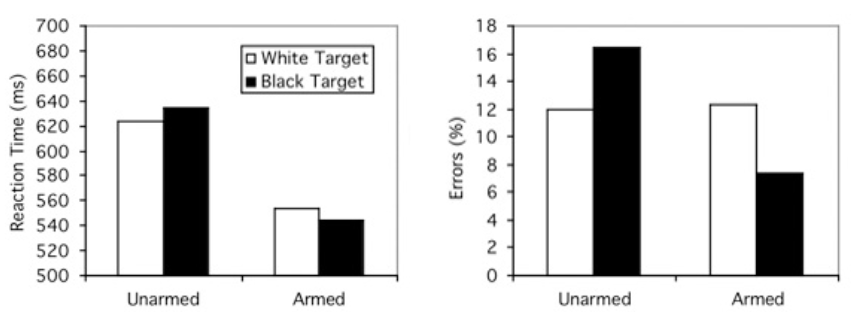 Reaction Time (ms)
700
680
660
640
620
600
580
560
540
520
500
White Target
Black Target
Unarmed
Armed
Errors (%)
18
16
14
12
10
8
6
4
2
0
Unarmed
Armed